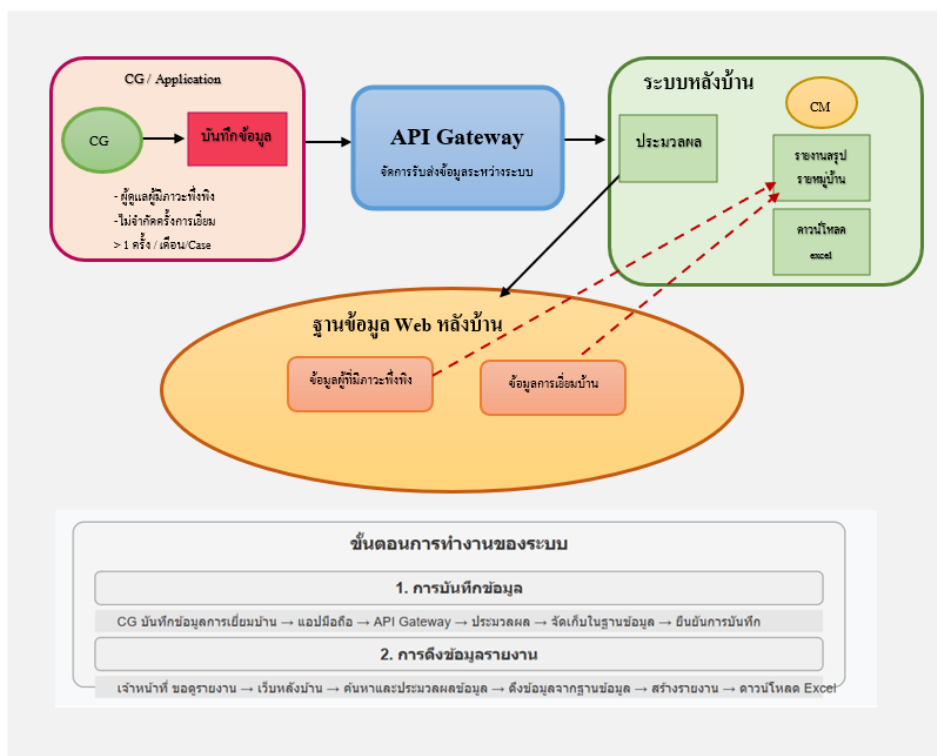 CG / Application
CG
บันทึกข้อมูล
- ผู้ดูแลผู้มีภาวะพึ่งพิง
-ไม่จำกัดครั้งการเยี่ยม
> 1 ครั้ง / เดือน/Case
API Gateway
จัดการรับส่งข้อมูลระหว่างระบบ
ระบบหลังบ้าน
CM
ประมวลผล
รายงานสรุป
รายหมู่บ้าน
ดาวน์โหลด
excel
ฐานข้อมูล Web หลังบ้าน
ข้อมูลผู้ที่มีภาวะพึ่งพิง
ข้อมูลการเยี่ยมบ้าน
ขั้นตอนการทำงานของระบบ
1. การบันทึกข้อมูล
CG บันทึกข้อมูลการเยี่ยมบ้าน → แอปมือถือ → API Gateway → ประมวลผล → จัดเก็บในฐานข้อมูล → ยืนยันการบันทึก
2. การดึงข้อมูลรายงาน
เจ้าหน้าที่ ขอดูรายงาน → เว็บหลังบ้าน → ค้นหาและประมวลผลข้อมูล → ดึงข้อมูลจากฐานข้อมูล → สร้างรายงาน → ดาวน์โหลด Excel